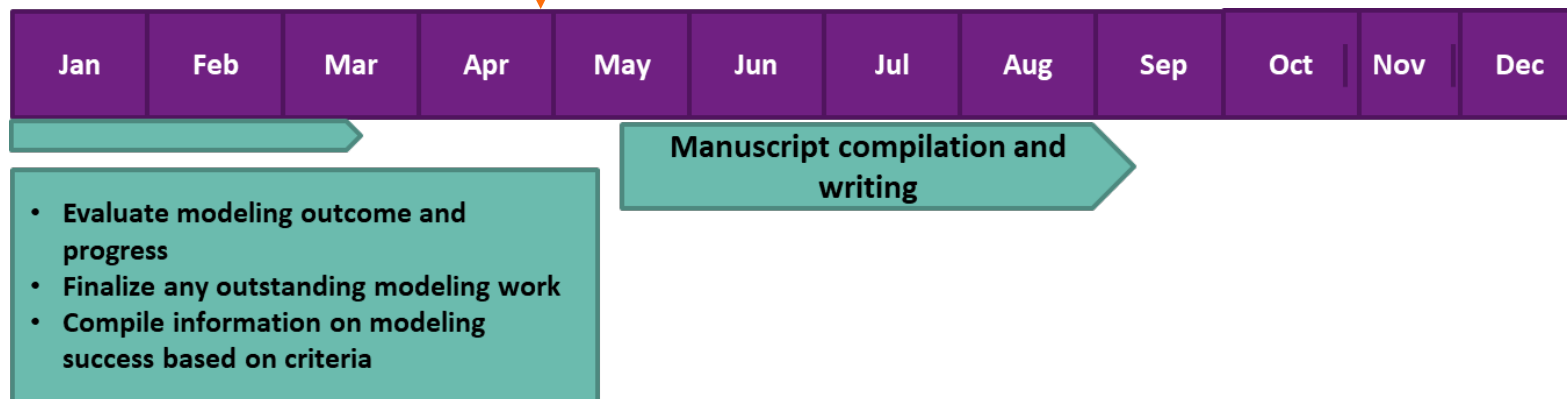 Jan Feb Mar Apr May Jun Jul Aug Sep Oct Nov Dec
Manuscript compilation and
writing
• Evaluate modeling outcome and
progress
• Finalize any outstanding modeling work
• Compile information on modeling
success based on criteria